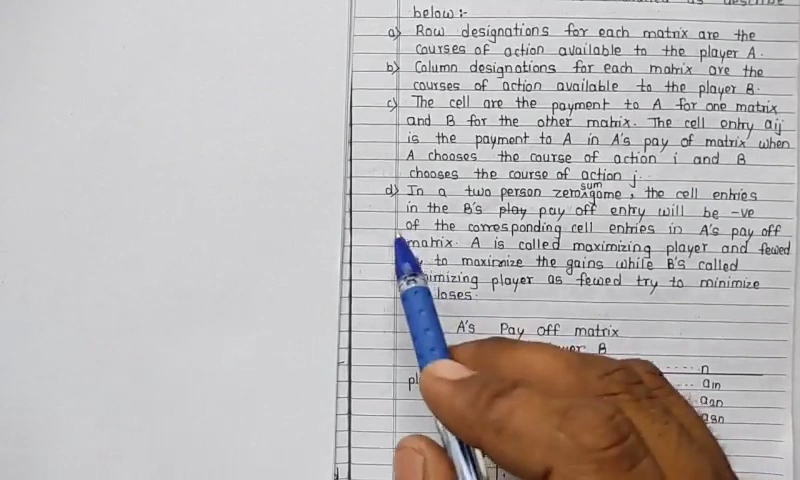 as describe
below :-
a) Row designations for each matrix are the
courses of action available to the player A.
b) Column designations for each matrix are the
courses of action available to the player B.
c) The cell are the payment to A for one matrix
and B for the other matrix. The cell entry aij
is the payment to A in A's pay of matrix when
A chooses the course of action i and B
chooses the course of action j.
d) In a two person zero sum game, the cell entries
in the B's play pay off entry will be -ve
of the corresponding cell entries in A's pay off
matrix. A is called maximizing player and fewed
to maximize the gains while B's called
minimizing player as fewed try to minimize
loses.
A's Pay off matrix
B
..... n
pl ... a1n
... a2n
a3n